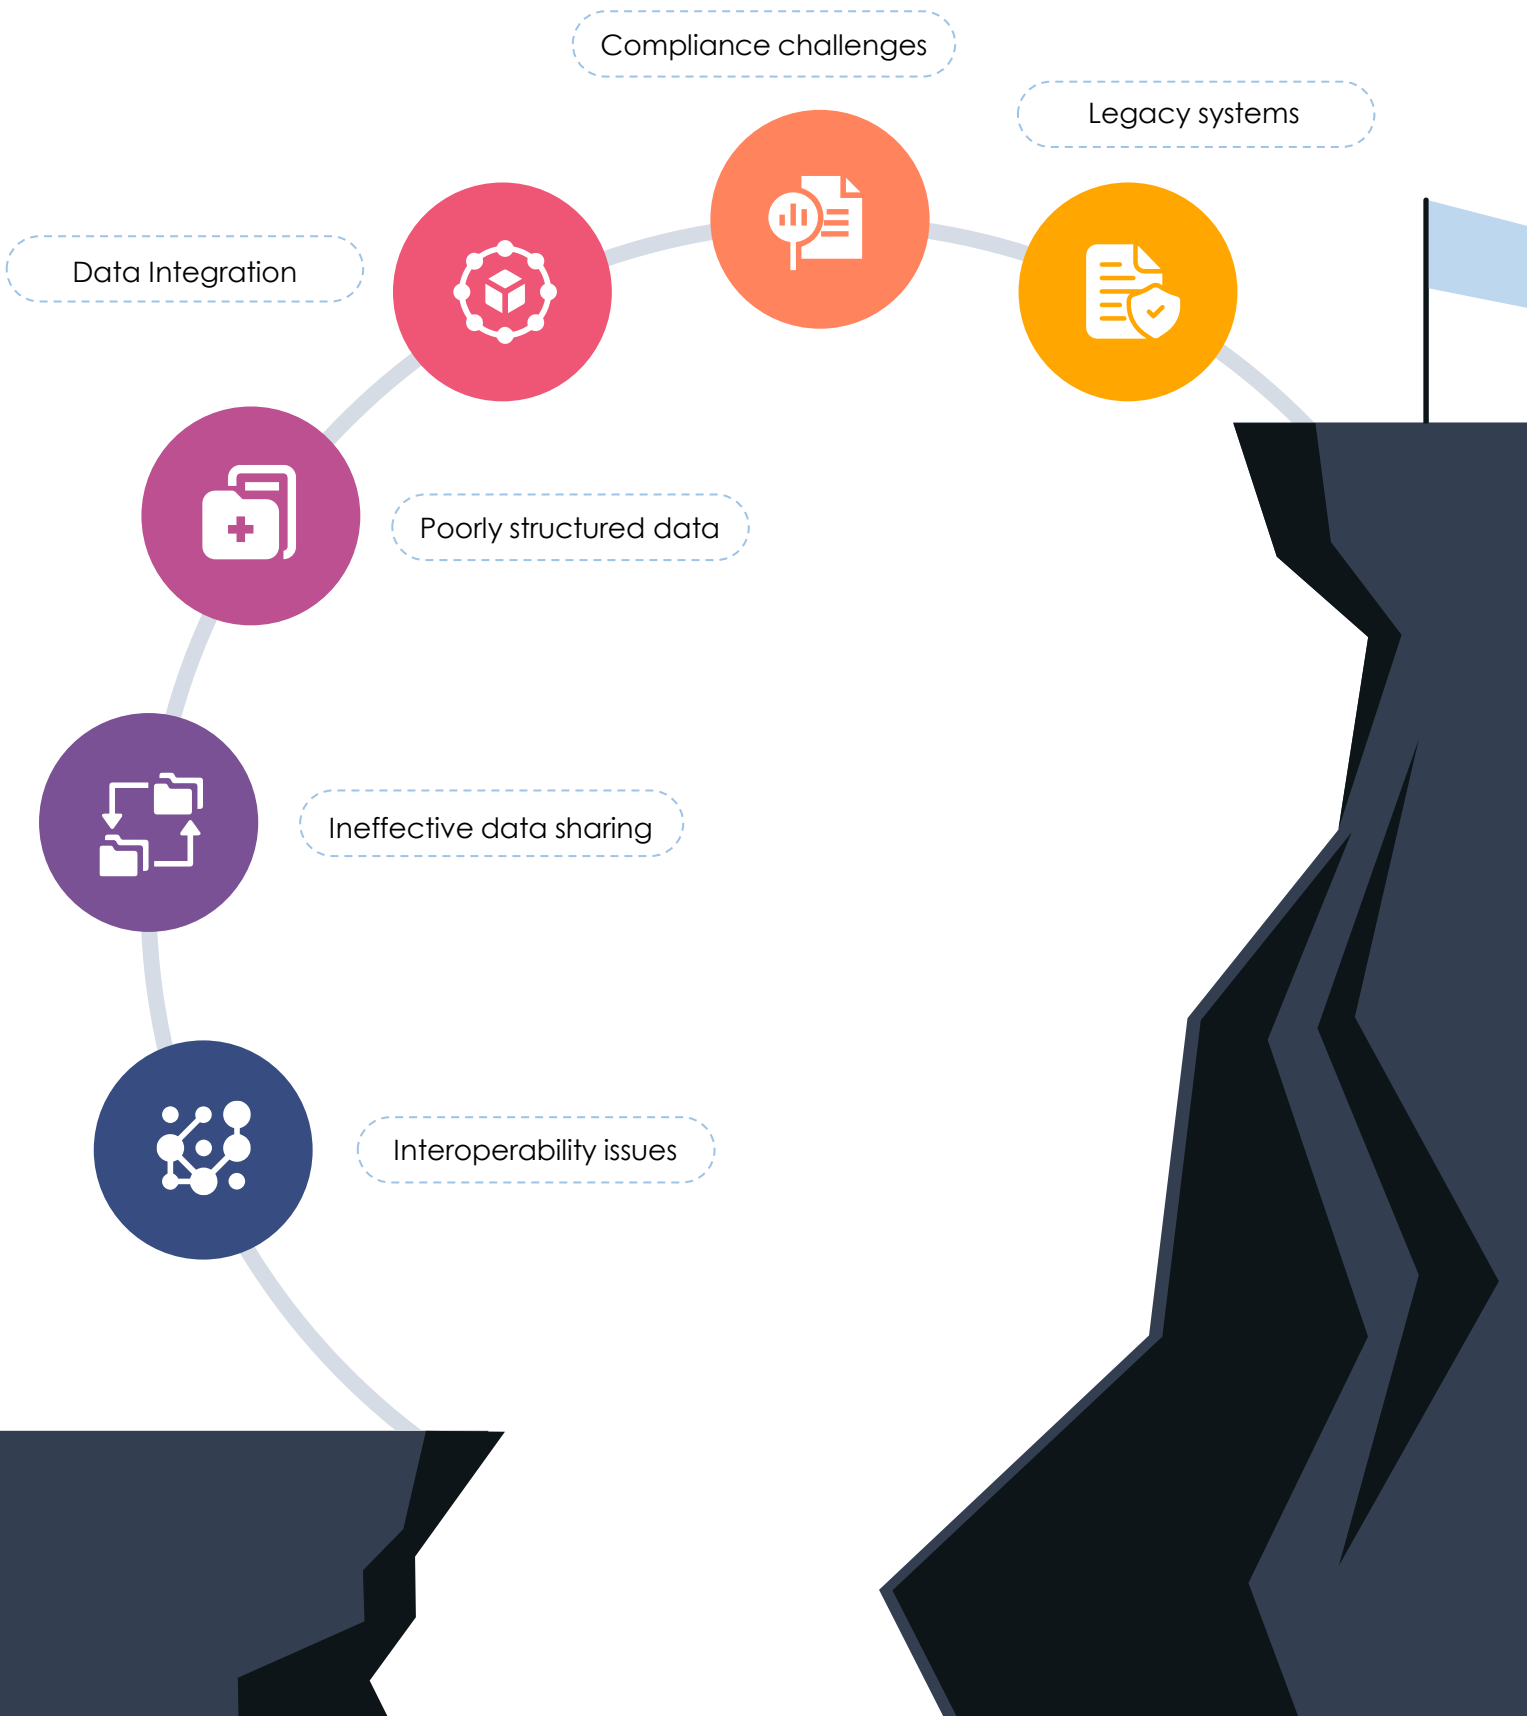 Compliance challenges
Legacy systems
Data Integration
Poorly structured data
Ineffective data sharing
Interoperability issues